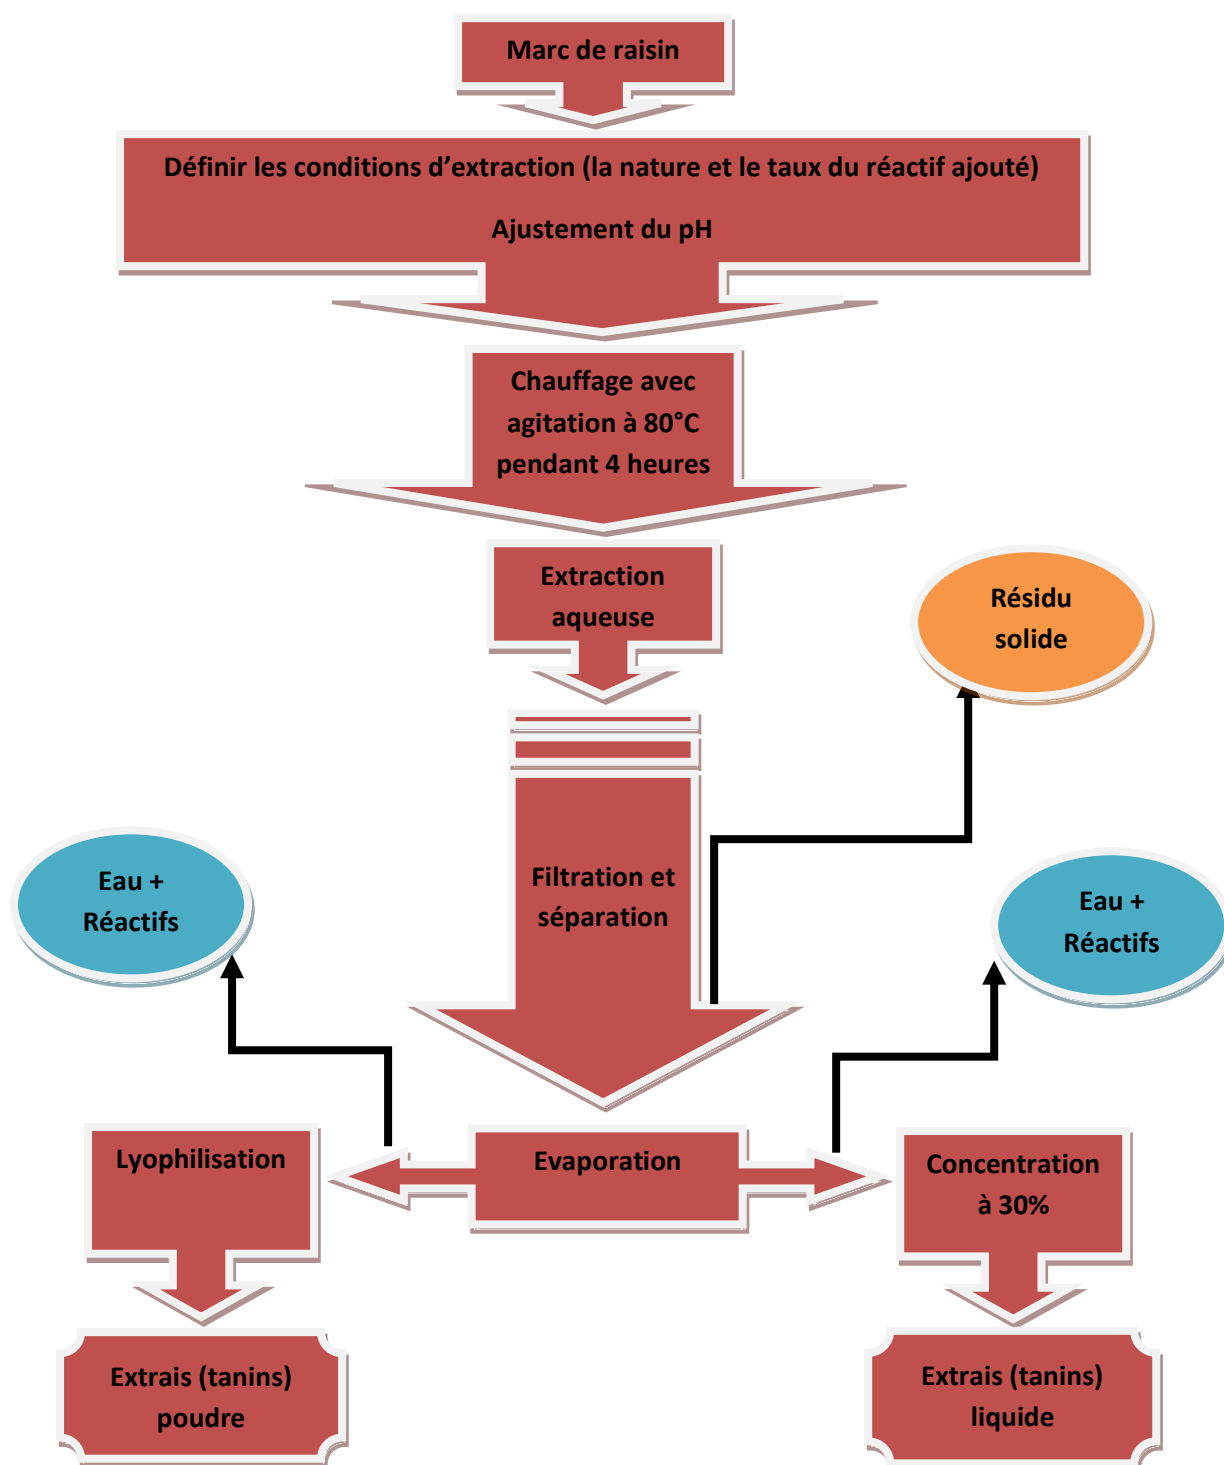 Marc de raisin
Définir les conditions d’extraction (la nature et le taux du réactif ajouté)
Ajustement du pH
Chauffage avec
agitation à 80°C
pendant 4 heures
Extraction
aqueuse
Résidu
solide
Filtration et
séparation
Eau +
Réactifs
Eau +
Réactifs
Lyophilisation
Evaporation
Concentration
à 30%
Extrais (tanins)
poudre
Extrais (tanins)
liquide